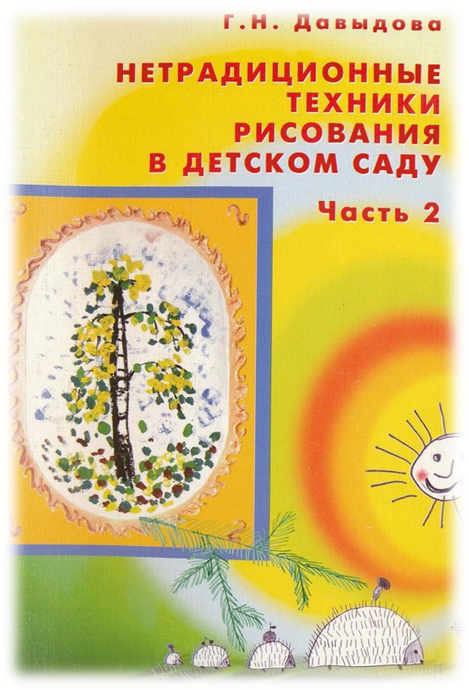 Г.Н. Давыдова
НЕТРАДИЦИОННЫЕ
ТЕХНИКИ
РИСОВАНИЯ
В ДЕТСКОМ САДУ
Часть 2